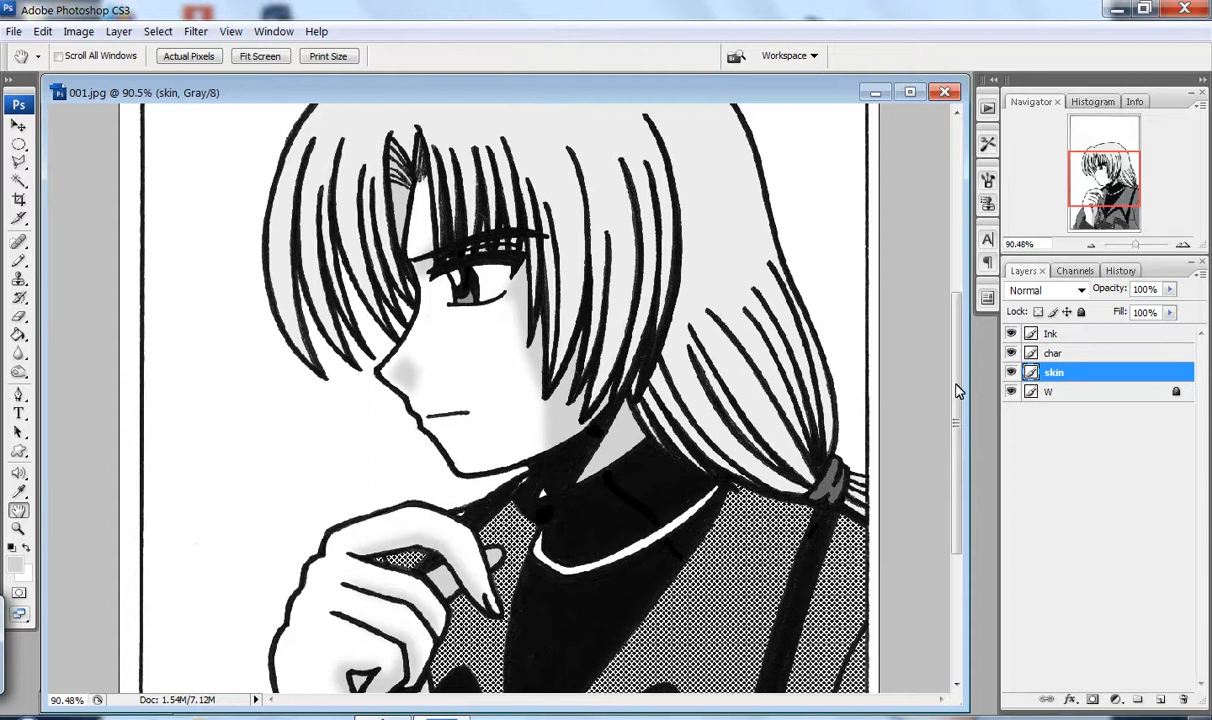 Ps Adobe Photoshop CS3
File Edit Image Layer Select Filter View Window Help
Scroll All Windows Actual Pixels Fit Screen Print Size Workspace
Ps 001.jpg @ 90.5% (skin, Gray/8)
Navigator Histogram Info
90.48%
Layers Channels History
Normal Opacity: 100%
Lock: Fill: 100%
Ink
char
skin
W
90.48% Doc: 1.54M/7.12M